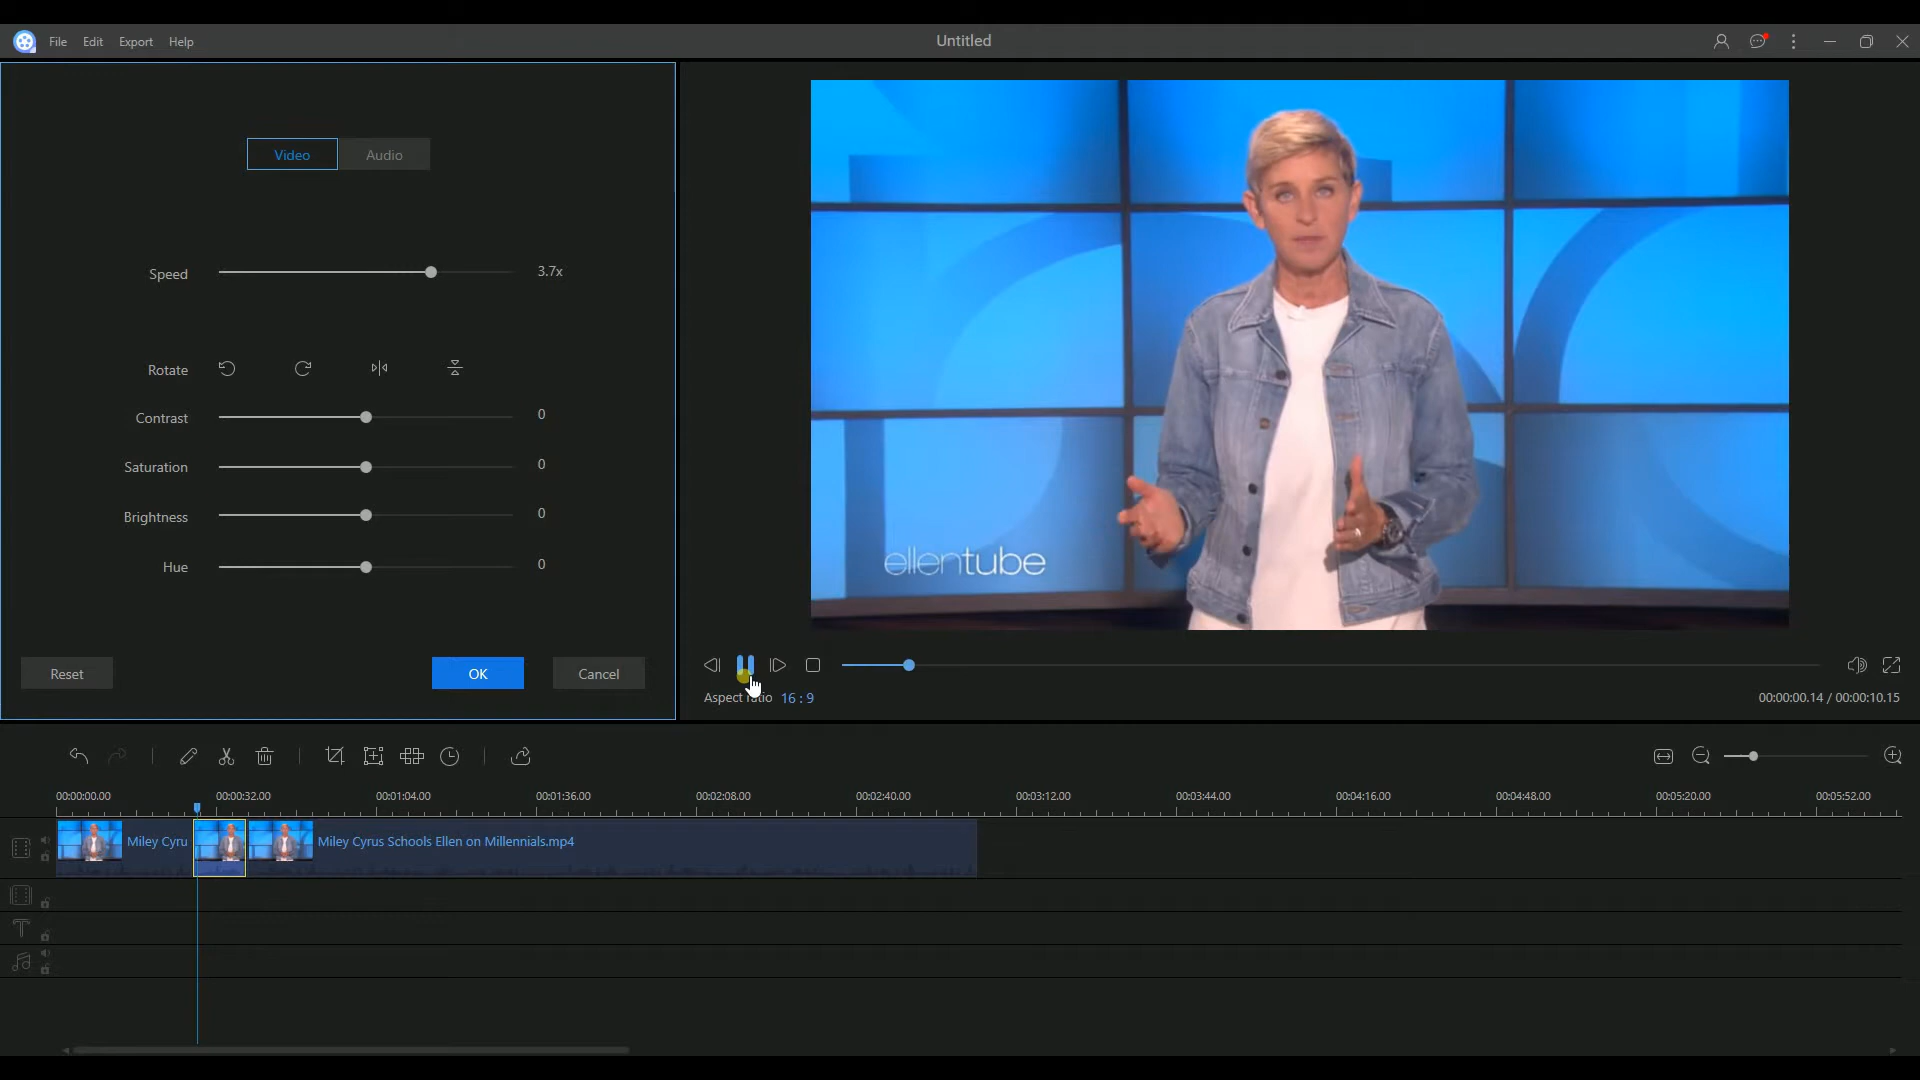 File Edit Export Help
Untitled
Video Audio
Speed 3.7x
Rotate
Contrast 0
Saturation 0
Brightness 0
Hue 0
Reset OK Cancel
ellentube
Aspect ratio 16 : 9
00:00:00.14 / 00:00:10.15
00:00:00.00 00:00:32.00 00:01:04.00 00:01:36.00 00:02:08.00 00:02:40.00 00:03:12.00 00:03:44.00 00:04:16.00 00:04:48.00 00:05:20.00 00:05:52.00
Miley Cyru Miley Cyrus Schools Ellen on Millennials.mp4